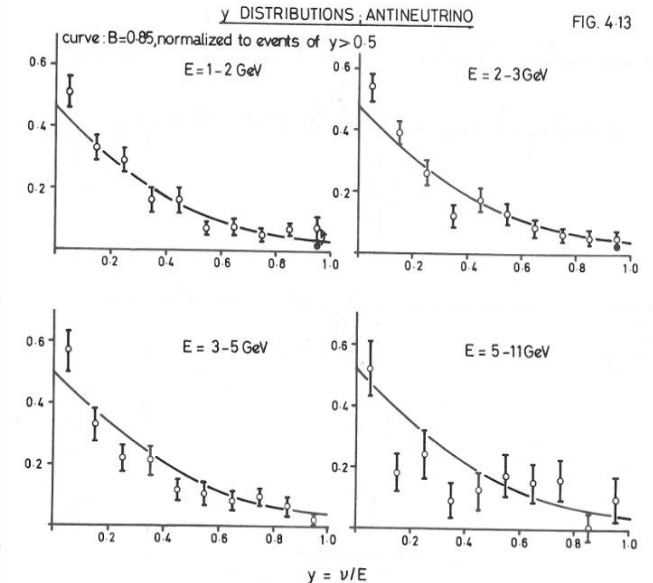 y DISTRIBUTIONS ; ANTINEUTRINO
FIG. 4·13
curve : B=0·85, normalized to events of y > 0·5
E = 1 - 2 GeV
0·6
0·4
0·2
0·2 0·4 0·6 0·8 1·0
E = 2 - 3 GeV
0·6
0·4
0·2
0·2 0·4 0·6 0·8 1·0
E = 3 - 5 GeV
0·6
0·4
0·2
0·2 0·4 0·6 0·8 1·0
E = 5 - 11 GeV
0·6
0·4
0·2
0·2 0·4 0·6 0·8 1·0
y = ν/E